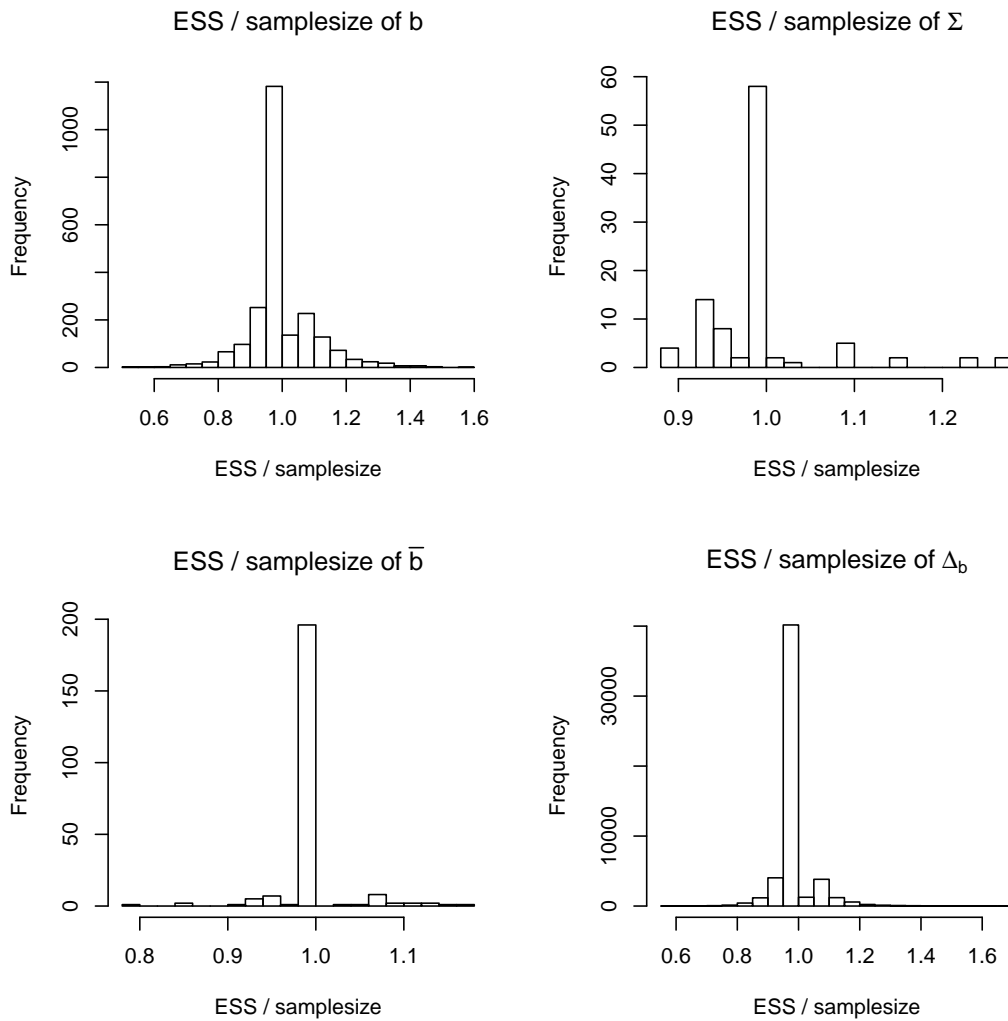 ESS / samplesize of b
Frequency
0
200
600
1000
0.6 0.8 1.0 1.2 1.4 1.6
ESS / samplesize
ESS / samplesize of Σ
Frequency
0
10
20
30
40
50
60
0.9 1.0 1.1 1.2
ESS / samplesize
ESS / samplesize of b̅
Frequency
0
50
100
150
200
0.8 0.9 1.0 1.1
ESS / samplesize
ESS / samplesize of Δb
Frequency
0
10000
30000
0.6 0.8 1.0 1.2 1.4 1.6
ESS / samplesize